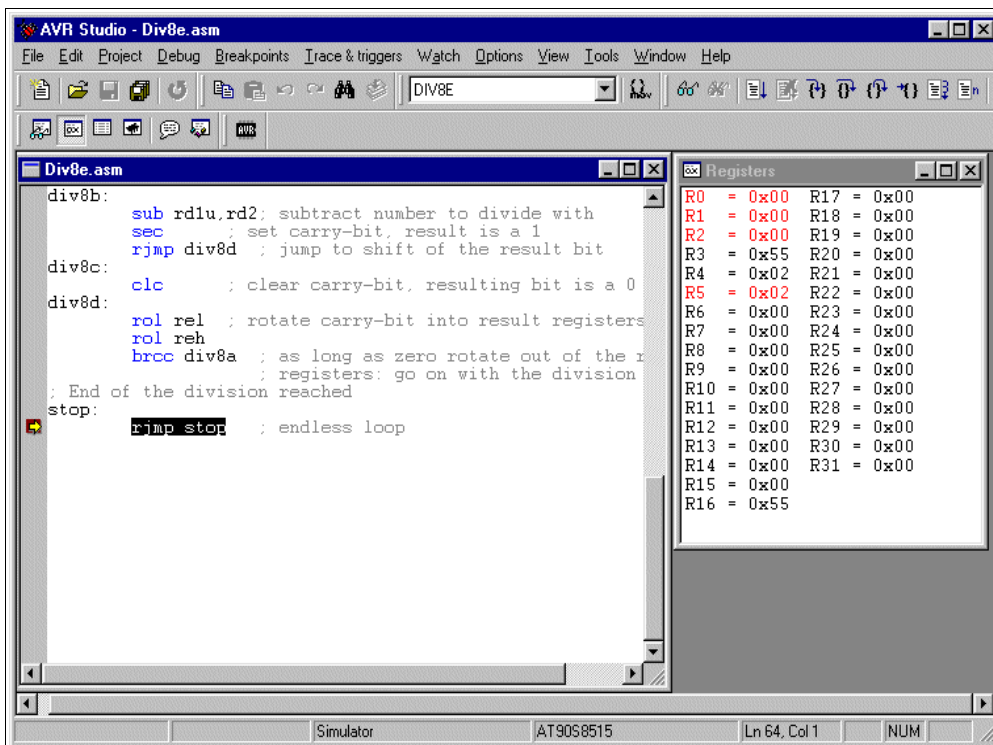 AVR Studio - Div8e.asm
File Edit Project Debug Breakpoints Trace & triggers Watch Options View Tools Window Help
DIV8E
AVR
Div8e.asm
div8b:
sub rd1u,rd2; subtract number to divide with
sec ; set carry-bit, result is a 1
rjmp div8d ; jump to shift of the result bit
div8c:
clc ; clear carry-bit, resulting bit is a 0
div8d:
rol rel ; rotate carry-bit into result registers
rol reh
brcc div8a ; as long as zero rotate out of the r
; registers: go on with the division
; End of the division reached
stop:
rjmp stop ; endless loop
Registers
R0 = 0x00 R17 = 0x00
R1 = 0x00 R18 = 0x00
R2 = 0x00 R19 = 0x00
R3 = 0x55 R20 = 0x00
R4 = 0x02 R21 = 0x00
R5 = 0x02 R22 = 0x00
R6 = 0x00 R23 = 0x00
R7 = 0x00 R24 = 0x00
R8 = 0x00 R25 = 0x00
R9 = 0x00 R26 = 0x00
R10 = 0x00 R27 = 0x00
R11 = 0x00 R28 = 0x00
R12 = 0x00 R29 = 0x00
R13 = 0x00 R30 = 0x00
R14 = 0x00 R31 = 0x00
R15 = 0x00
R16 = 0x55
Simulator AT90S8515 Ln 64, Col 1 NUM